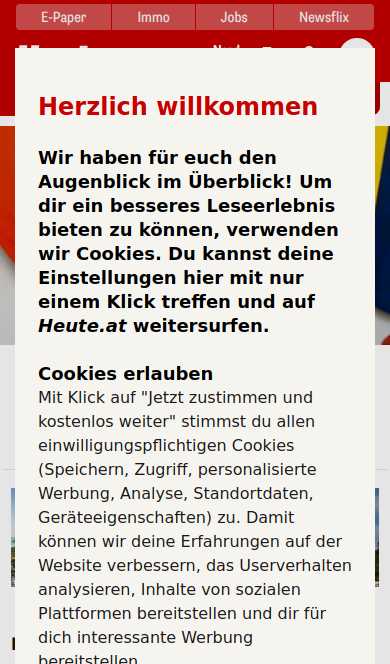 E-Paper
Immo
Jobs
Newsflix
Herzlich willkommen
Wir haben für euch den
Augenblick im Überblick! Um
dir ein besseres Leseerlebnis
bieten zu können, verwenden
wir Cookies. Du kannst deine
Einstellungen hier mit nur
einem Klick treffen und auf
Heute.at weitersurfen.
Cookies erlauben
Mit Klick auf "Jetzt zustimmen und
kostenlos weiter" stimmst du allen
einwilligungspflichtigen Cookies
(Speichern, Zugriff, personalisierte
Werbung, Analyse, Standortdaten,
Geräteeigenschaften) zu. Damit
können wir deine Erfahrungen auf der
Website verbessern, das Userverhalten
analysieren, Inhalte von sozialen
Plattformen bereitstellen und dir für
dich interessante Werbung
bereitstellen